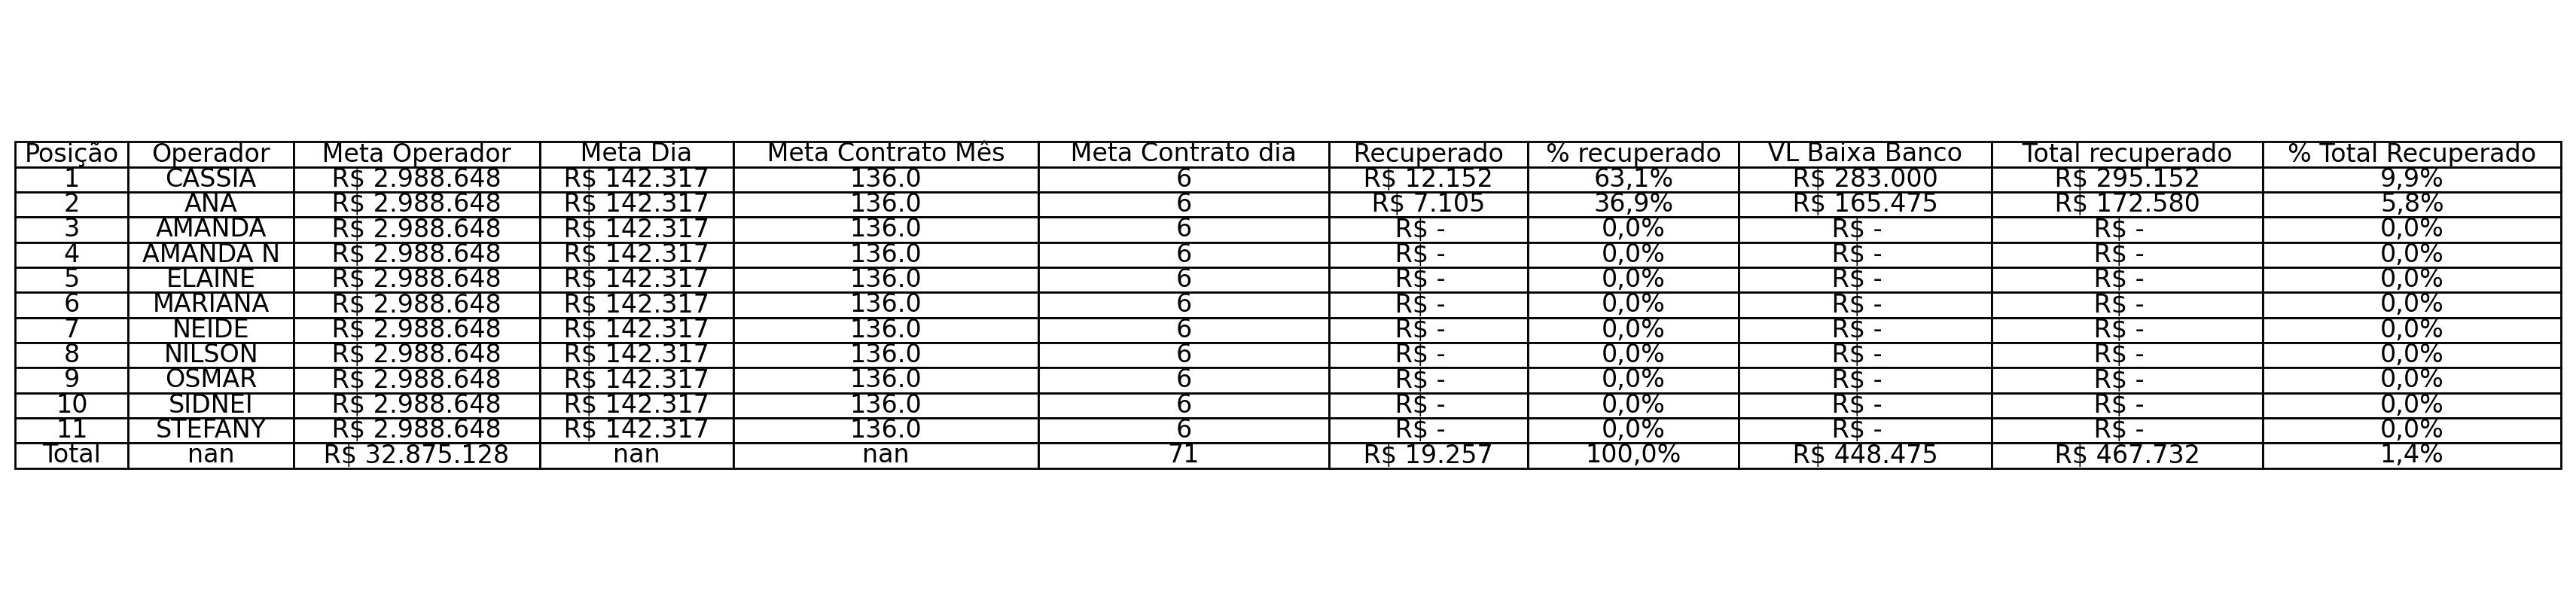 Posição Operador Meta Operador Meta Dia Meta Contrato Mês Meta Contrato dia Recuperado % recuperado VL Baixa Banco Total recuperado % Total Recuperado
1 CASSIA R$ 2.988.648 R$ 142.317 136.0 6 R$ 12.152 63,1% R$ 283.000 R$ 295.152 9,9%
2 ANA R$ 2.988.648 R$ 142.317 136.0 6 R$ 7.105 36,9% R$ 165.475 R$ 172.580 5,8%
3 AMANDA R$ 2.988.648 R$ 142.317 136.0 6 R$ - 0,0% R$ - R$ - 0,0%
4 AMANDA N R$ 2.988.648 R$ 142.317 136.0 6 R$ - 0,0% R$ - R$ - 0,0%
5 ELAINE R$ 2.988.648 R$ 142.317 136.0 6 R$ - 0,0% R$ - R$ - 0,0%
6 MARIANA R$ 2.988.648 R$ 142.317 136.0 6 R$ - 0,0% R$ - R$ - 0,0%
7 NEIDE R$ 2.988.648 R$ 142.317 136.0 6 R$ - 0,0% R$ - R$ - 0,0%
8 NILSON R$ 2.988.648 R$ 142.317 136.0 6 R$ - 0,0% R$ - R$ - 0,0%
9 OSMAR R$ 2.988.648 R$ 142.317 136.0 6 R$ - 0,0% R$ - R$ - 0,0%
10 SIDNEI R$ 2.988.648 R$ 142.317 136.0 6 R$ - 0,0% R$ - R$ - 0,0%
11 STEFANY R$ 2.988.648 R$ 142.317 136.0 6 R$ - 0,0% R$ - R$ - 0,0%
Total nan R$ 32.875.128 nan nan 71 R$ 19.257 100,0% R$ 448.475 R$ 467.732 1,4%